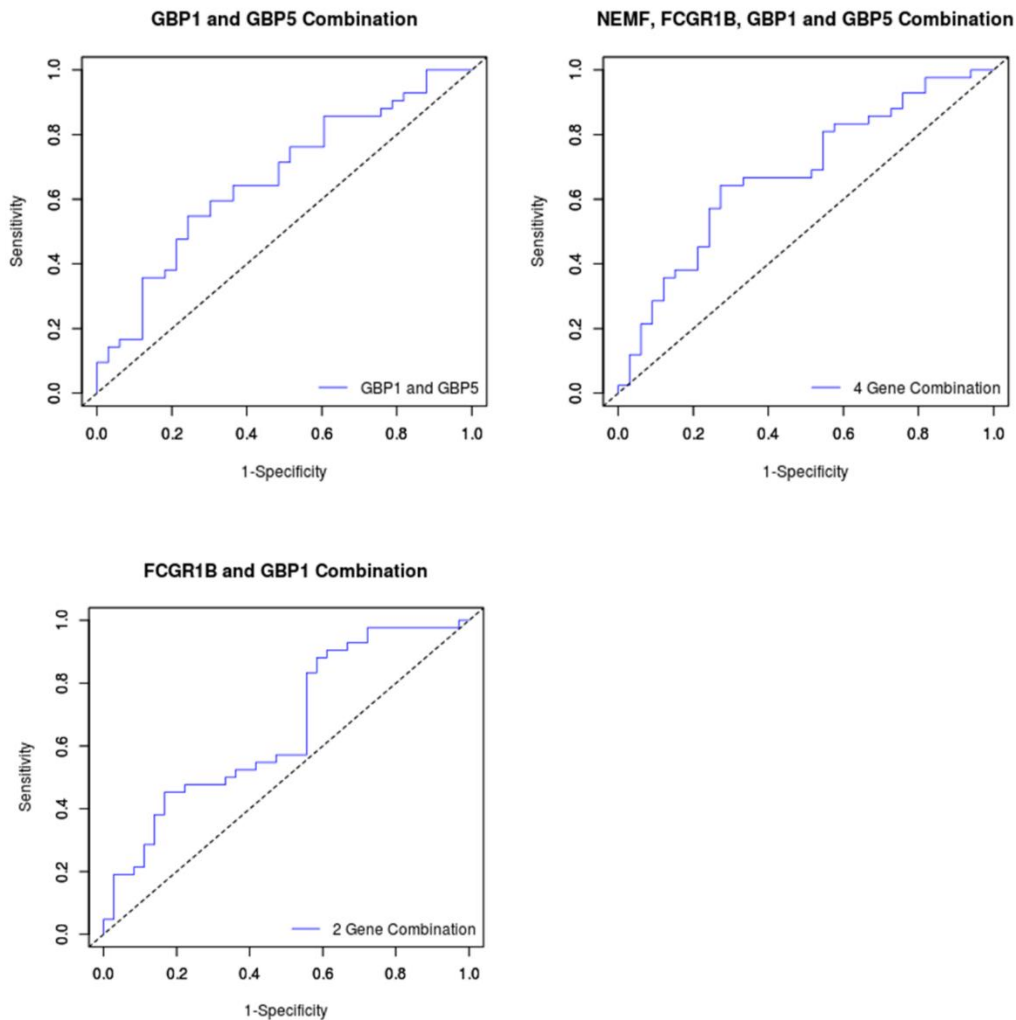 GBP1 and GBP5 Combination
Sensitivity
0.0 0.2 0.4 0.6 0.8 1.0
GBP1 and GBP5
0.0 0.2 0.4 0.6 0.8 1.0
1-Specificity
NEMF, FCGR1B, GBP1 and GBP5 Combination
Sensitivity
0.0 0.2 0.4 0.6 0.8 1.0
4 Gene Combination
0.0 0.2 0.4 0.6 0.8 1.0
1-Specificity
FCGR1B and GBP1 Combination
Sensitivity
0.0 0.2 0.4 0.6 0.8 1.0
2 Gene Combination
0.0 0.2 0.4 0.6 0.8 1.0
1-Specificity